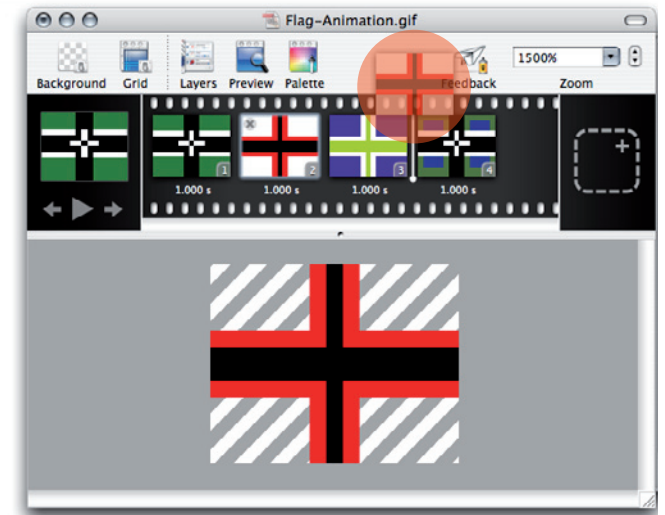 Flag-Animation.gif
1500%
Background Grid Layers Preview Palette Feedback Zoom
1 2 3 4
1.000 s 1.000 s 1.000 s 1.000 s